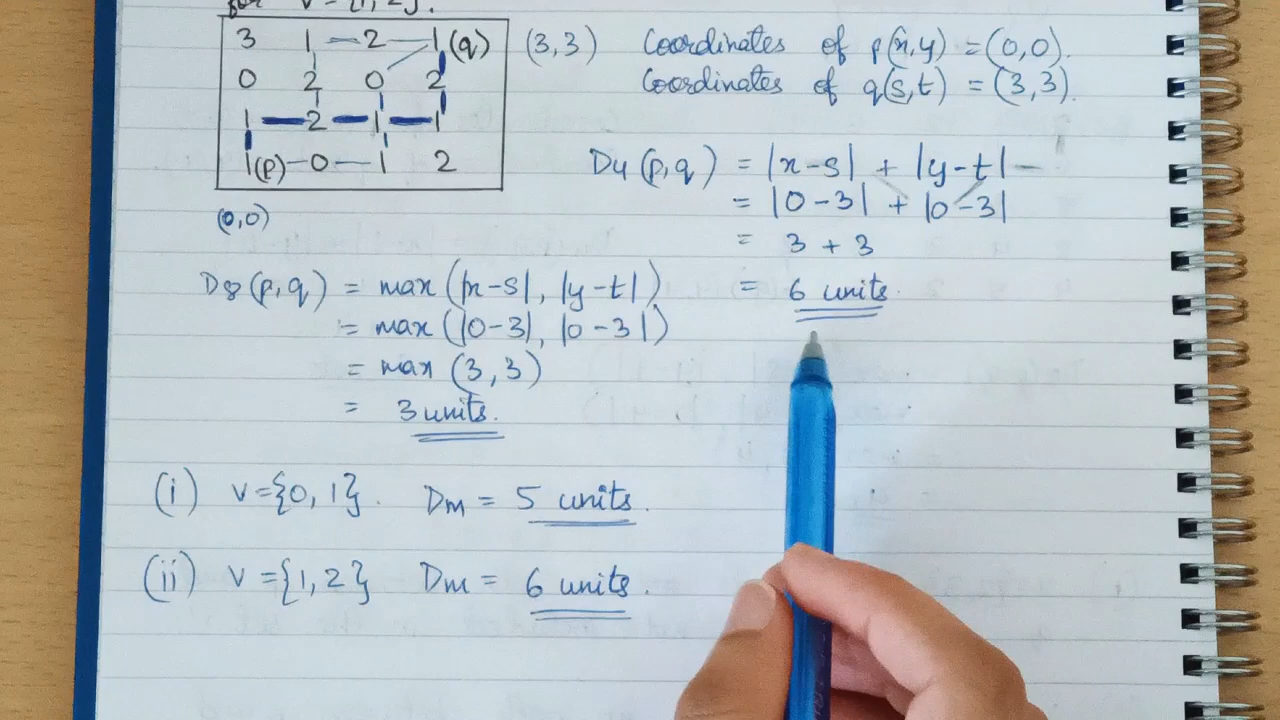 for V = {1, 2}.
3 1 — 2 — 1 (q) (3,3)
0 2 0 2
1 — 2 — 1 — 1
1(p) — 0 — 1 2
(0,0)
Coordinates of p(x,y) = (0,0).
Coordinates of q(s,t) = (3,3).
D4 (p,q) = |x-s| + |y-t|
= |0-3| + |0-3|
= 3 + 3
= 6 units.
D8 (p,q) = max (|x-s|, |y-t|)
= max (|0-3|, |0-3|)
= max (3,3)
= 3 units.
(i) V={0, 1}. Dm = 5 units.
(ii) V={1, 2} Dm = 6 units.